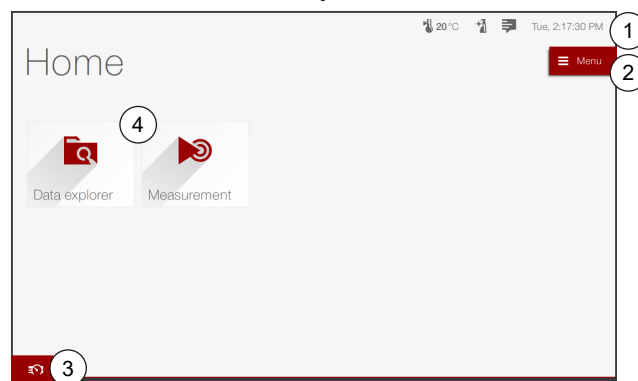 20°C Tue, 2:17:30 PM 1
Home
Menu 2
4
Data explorer Measurement
3